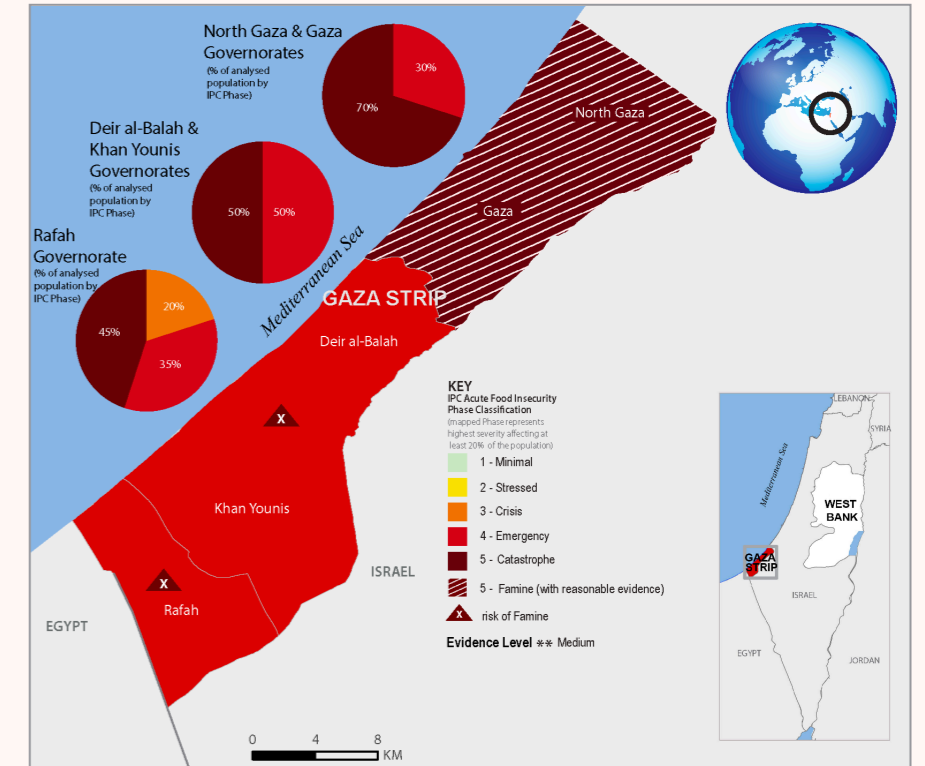 North Gaza & Gaza
Governorates
(% of analysed
population by
IPC Phase)
30%
70%
Deir al-Balah &
Khan Younis
Governorates
(% of analysed
population by
IPC Phase)
50%
50%
Rafah
Governorate
(% of analysed
population by
IPC Phase)
20%
45%
35%
Mediterranean Sea
North Gaza
Gaza
GAZA STRIP
Deir al-Balah
X
Khan Younis
X
Rafah
EGYPT
ISRAEL
KEY
IPC Acute Food Insecurity
Phase Classification
(mapped Phase represents
highest severity affecting at
least 20% of the population)
1 - Minimal
2 - Stressed
3 - Crisis
4 - Emergency
5 - Catastrophe
5 - Famine (with reasonable evidence)
X risk of Famine
Evidence Level ** Medium
0 4 8
KM
LEBANON
SYRIA
Mediterranean Sea
WEST
BANK
GAZA
STRIP
ISRAEL
EGYPT
JORDAN